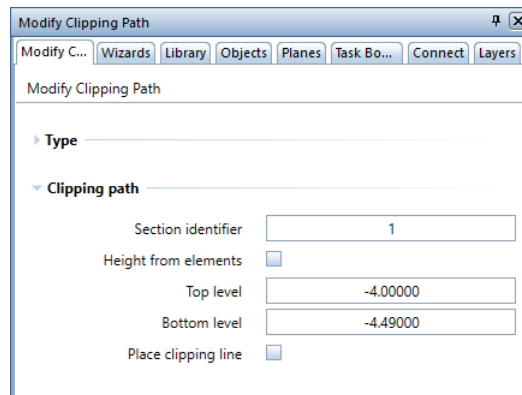 Modify Clipping Path
Modify C... Wizards Library Objects Planes Task Bo... Connect Layers
Modify Clipping Path
Type
Clipping path
Section identifier 1
Height from elements
Top level -4.00000
Bottom level -4.49000
Place clipping line